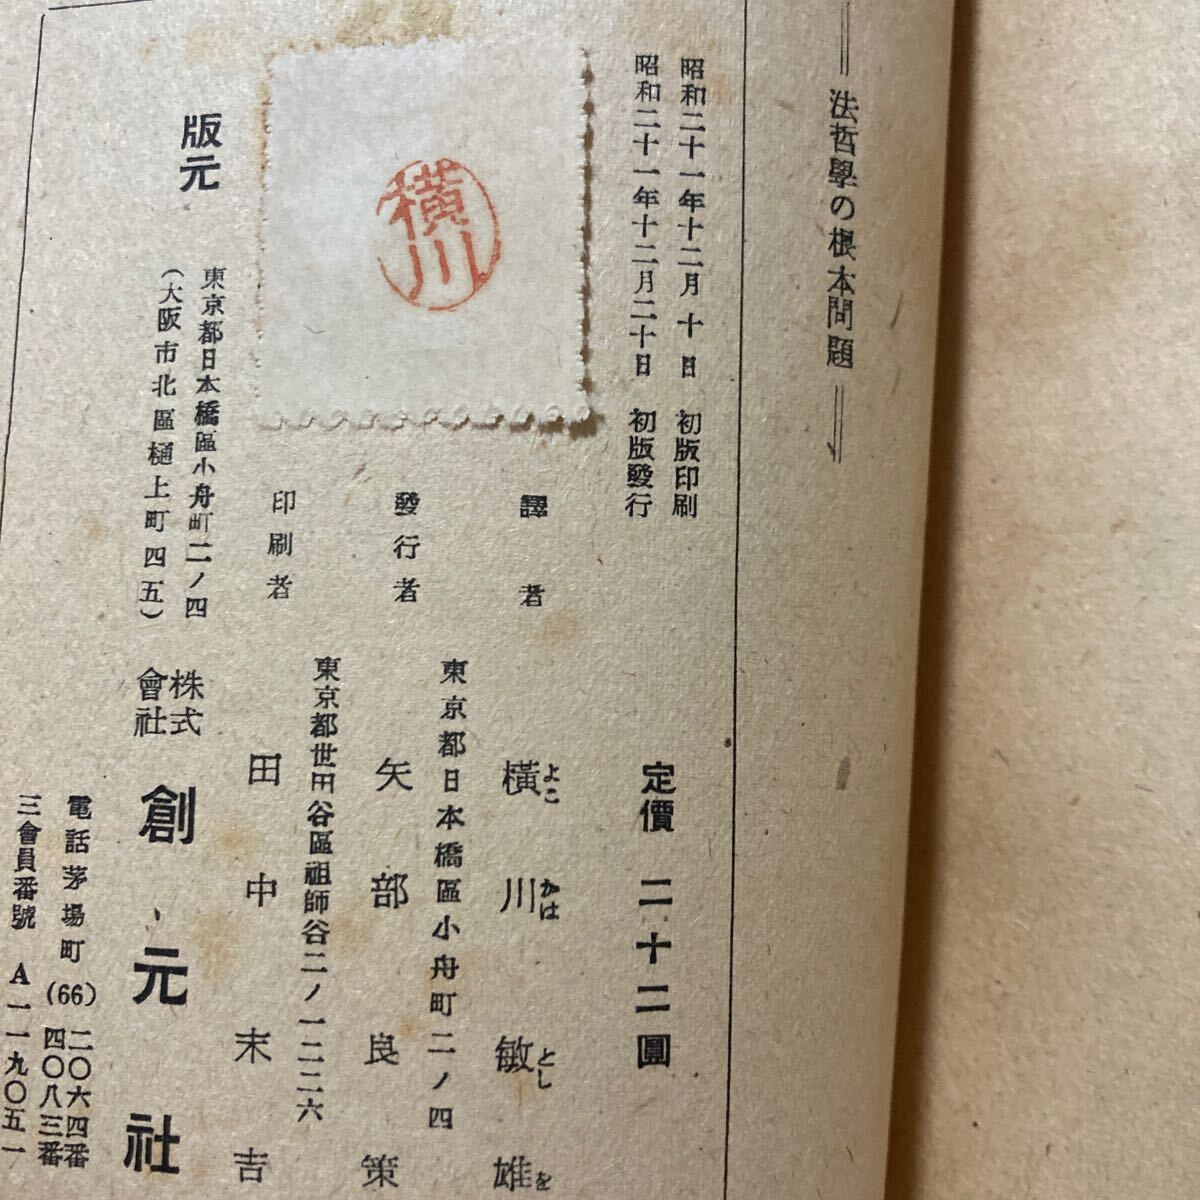 法哲學の根本問題
昭和二十一年十二月十日 初版印刷
昭和二十一年十二月二十日 初版發行
定價 二十二圓
譯者 橫川敏雄
よこ かは とし を
東京都日本橋區小舟町二ノ四
發行者 矢部良策
東京都世田谷區祖師谷二ノ一二二六
印刷者 田中末吉
橫川
版元
東京都日本橋區小舟町二ノ四
(大阪市北區樋上町四五)
株式會社 創元社
電話茅場町(66)二〇六四番
四〇八三番
三會員番號 A一一九〇五一